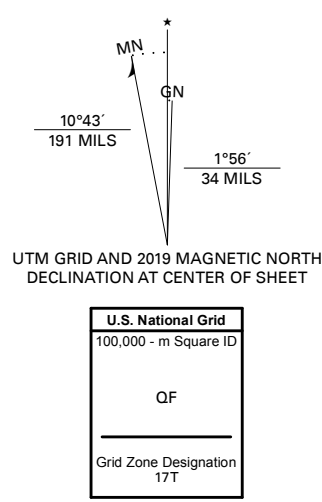 ★
MN
GN
10°43´
191 MILS
1°56´
34 MILS
UTM GRID AND 2019 MAGNETIC NORTH
DECLINATION AT CENTER OF SHEET
U.S. National Grid
100,000 - m Square ID
QF
Grid Zone Designation
17T